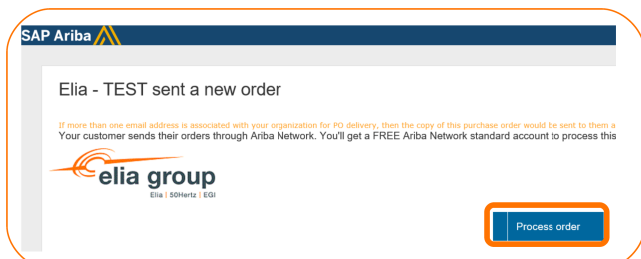 SAP Ariba
Elia - TEST sent a new order
If more than one email address is associated with your organization for PO delivery, then the copy of this purchase order would be sent to them a
Your customer sends their orders through Ariba Network. You'll get a FREE Ariba Network standard account to process this
elia group
Elia | 50Hertz | EGI
Process order